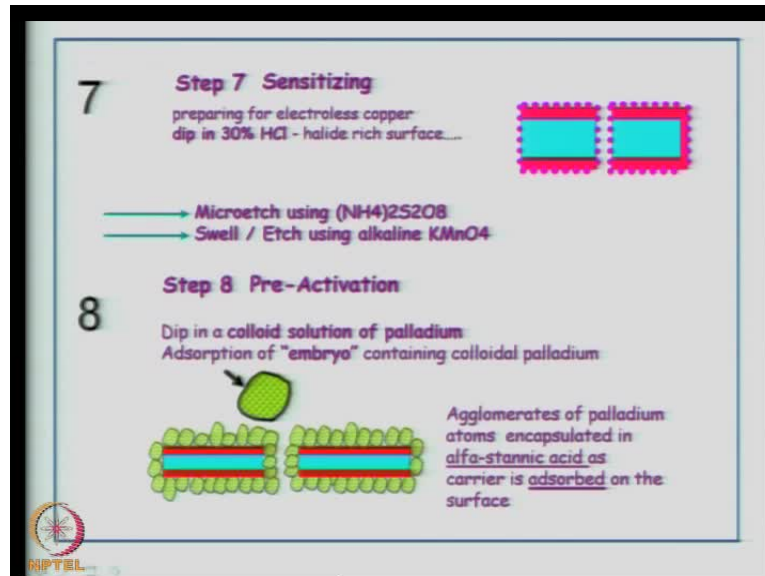 7
Step 7 Sensitizing
preparing for electroless copper
dip in 30% HCl - halide rich surface.....
Microetch using (NH4)2S2O8
Swell / Etch using alkaline KMnO4
8
Step 8 Pre-Activation
Dip in a colloid solution of palladium
Adsorption of "embryo" containing colloidal palladium
Agglomerates of palladium
atoms encapsulated in
alfa-stannic acid as
carrier is adsorbed on the
surface
NPTEL